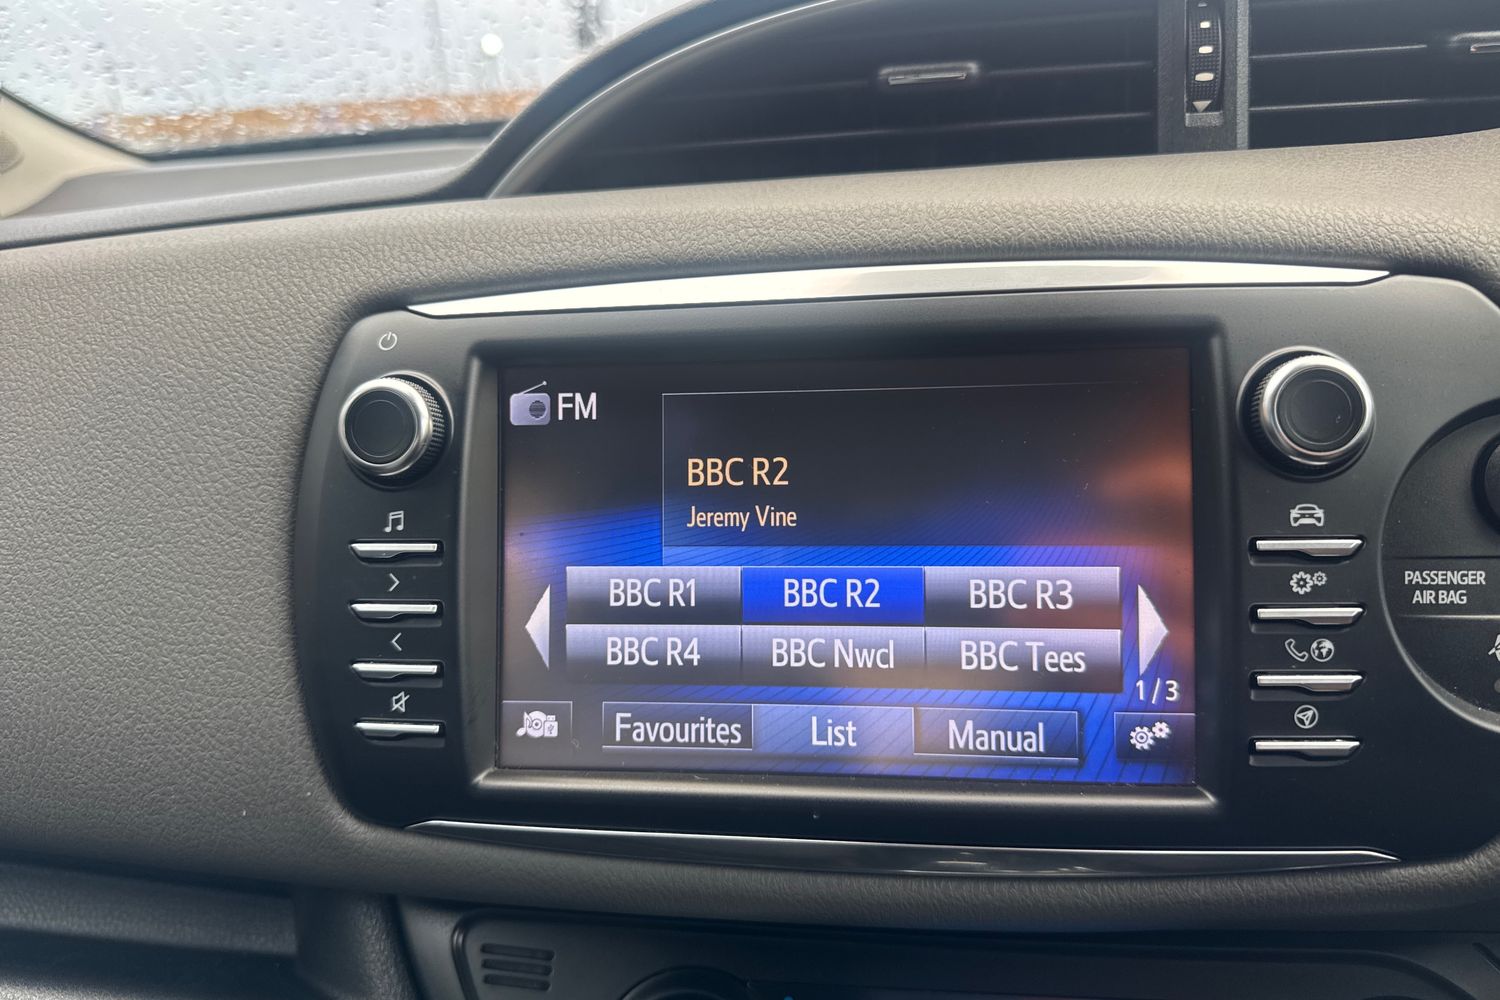 FM
BBC R2
Jeremy Vine
BBC R1 BBC R2 BBC R3
BBC R4 BBC Nwcl BBC Tees
1/3
Favourites List Manual
PASSENGER
AIR BAG